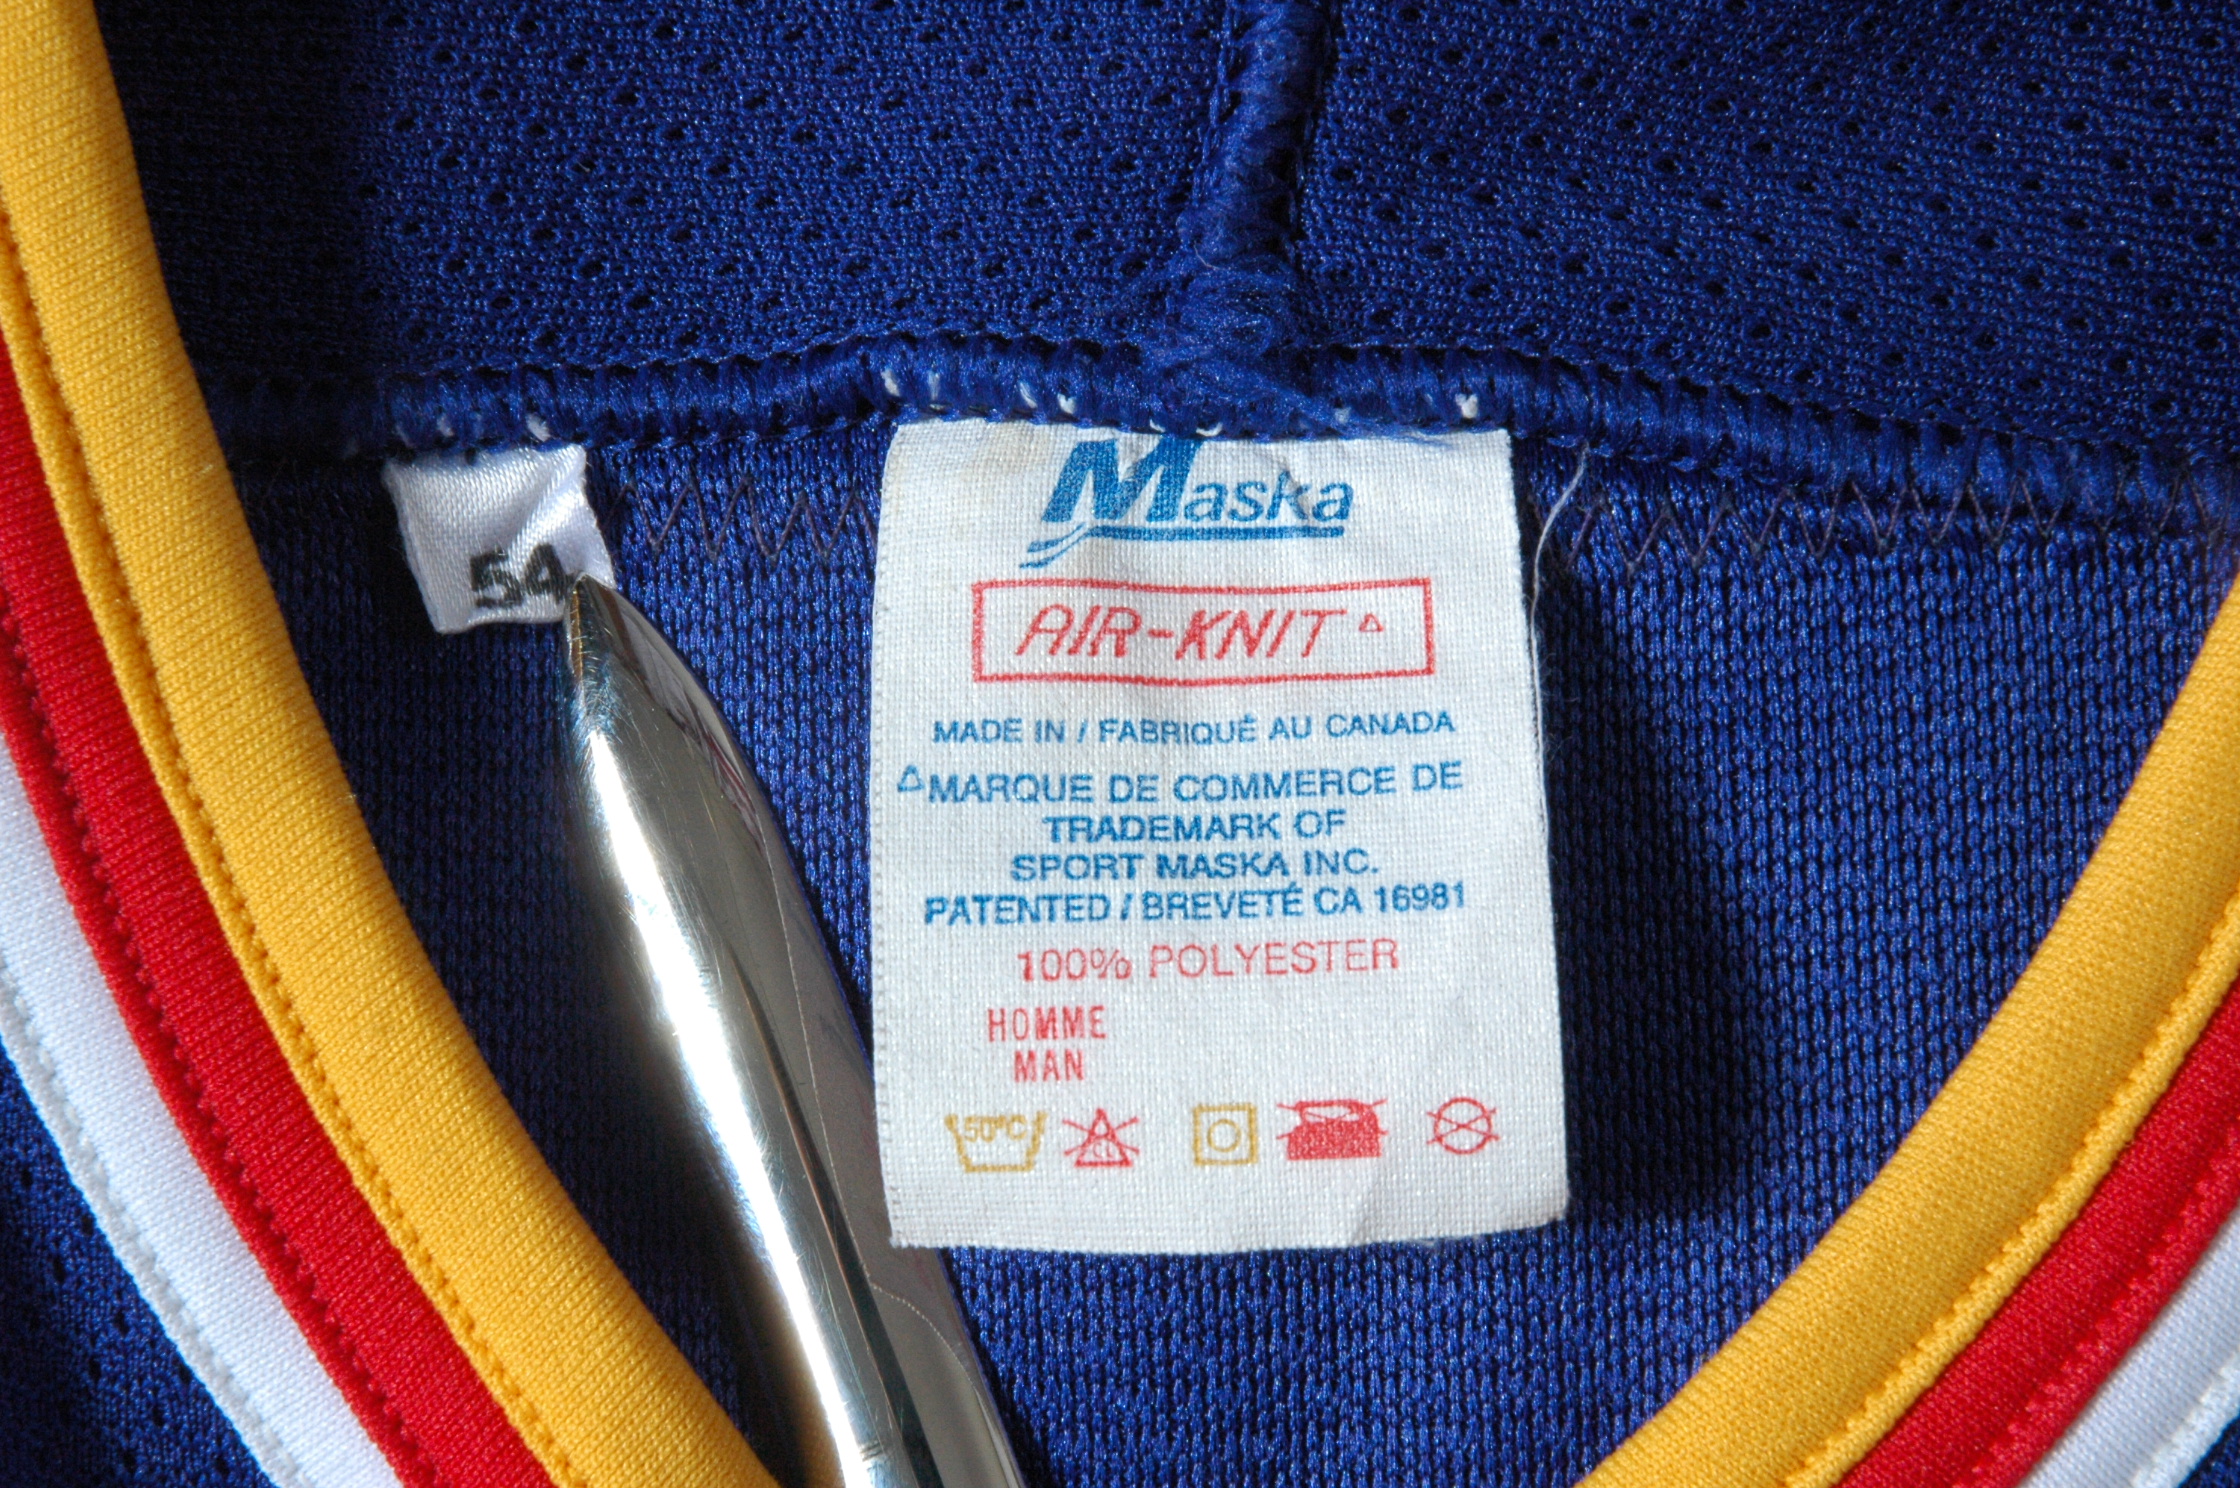 54
Maska
AIR-KNIT △
MADE IN / FABRIQUÉ AU CANADA
△MARQUE DE COMMERCE DE
TRADEMARK OF
SPORT MASKA INC.
PATENTED / BREVETÉ CA 16981
100% POLYESTER
HOMME
MAN
50°C CL